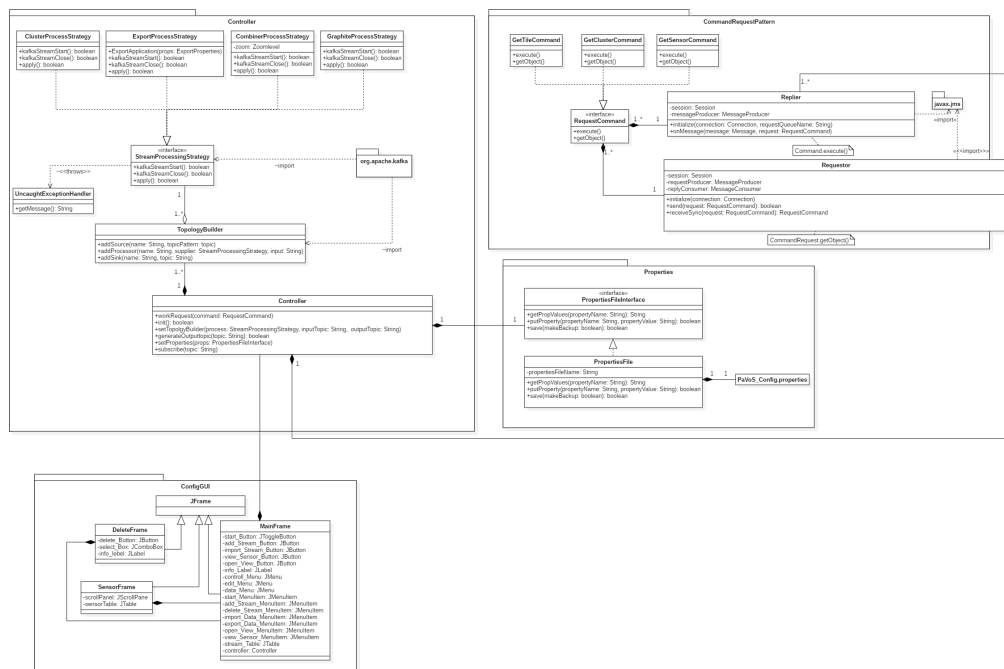 Controller
ClusterProcessStrategy
+kafkaStreamStart(): boolean
+kafkaStreamClose(): boolean
+apply(): boolean
ExportProcessStrategy
+ExportApplication(props: ExportProperties)
+kafkaStreamStart(): boolean
+kafkaStreamClose(): boolean
+apply(): boolean
CombinerProcessStrategy
-zoom: Zoomlevel
+kafkaStreamStart(): boolean
+kafkaStreamClose(): boolean
+apply(): boolean
GraphiteProcessStrategy
+kafkaStreamStart(): boolean
+kafkaStreamClose(): boolean
+apply(): boolean
«interface»
StreamProcessingStrategy
+kafkaStreamStart(): boolean
+kafkaStreamClose(): boolean
+apply(): boolean
~import
org.apache.kafka
~<<throws>>
UncaughtExceptionHandler
+getMessage(): String
1
1..*
TopologyBuilder
+addSource(name: String, topicPattern: topic)
+addProcessor(name: String, supplier: StreamProcessingStrategy, input: String)
+addSink(name: String, topic: String)
~import
1..*
1
Controller
+workRequest(command: RequestCommand)
+init(): boolean
+setTopolgyBuilder(process: StreamProcessingStrategy, inputTopic: String, outputTopic: String)
+generateOutputtopic(topic: String): boolean
+setProperties(props: PropertiesFileInterface)
+subscribe(topic: String)
1
1
1
CommandRequestPattern
GetTileCommand
+execute()
+getObject()
GetClusterCommand
+execute()
+getObject()
GetSensorCommand
+execute()
+getObject()
1..*
«interface»
RequestCommand
+execute()
+getObject()
1..*
1
1..*
1
Replier
-session: Session
-messageProducer: MessageProducer
+initialize(connection: Connection, requestQueueName: String)
+onMessage(message: Message, request: RequestCommand)
javax.jms
«import»
Command.execute()
~<<import>>
Requestor
-session: Session
-requestProducer: MessageProducer
-replyConsumer: MessageConsumer
+initialize(connection: Connection)
+send(request: RequestCommand): boolean
+receiveSync(request: RequestCommand): RequestCommand
CommandRequest.getObject()
Properties
«interface»
PropertiesFileInterface
+getPropValues(propertyName: String): String
+putProperty(propertyName: String, propertyValue: String): boolean
+save(makeBackup: boolean): boolean
PropertiesFile
-propertiesFileName: String
+getPropValues(propertyName: String): String
+putProperty(propertyName: String, propertyValue: String): boolean
+save(makeBackup: boolean): boolean
1
1
PaVoS_Config.properties
ConfigGUI
JFrame
DeleteFrame
-delete_Button: JButton
-select_Box: JComboBox
-info_lebel: JLabel
SensorFrame
-scrollPanel: JScrollPane
-sensorTable: JTable
MainFrame
-start_Button: JToggleButton
-add_Stream_Button: JButton
-import_Stream_Button: JButton
-view_Sensor_Button: JButton
-open_View_Button: JButton
-info_Label: JLabel
-controll_Menu: JMenu
-edit_Menu: JMenu
-data_Menu: JMenu
-start_MenuItem: JMenuItem
-add_Stream_MenuItem: JMenuItem
-delete_Stream_MenuItem: JMenuItem
-import_Data_MenuItem: JMenuItem
-export_Data_MenuItem: JMenuItem
-open_View_MenuItem: JMenuItem
-view_Sensor_MenuItem: JMenuItem
-stream_Table: JTable
-controller: Controller